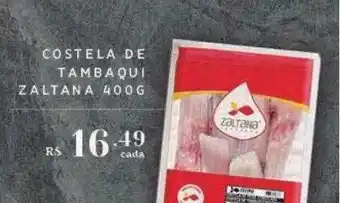 COSTELA DE
TAMBAQUI
ZALTANA 400G
R$ 16,49
cada
ZALTANA